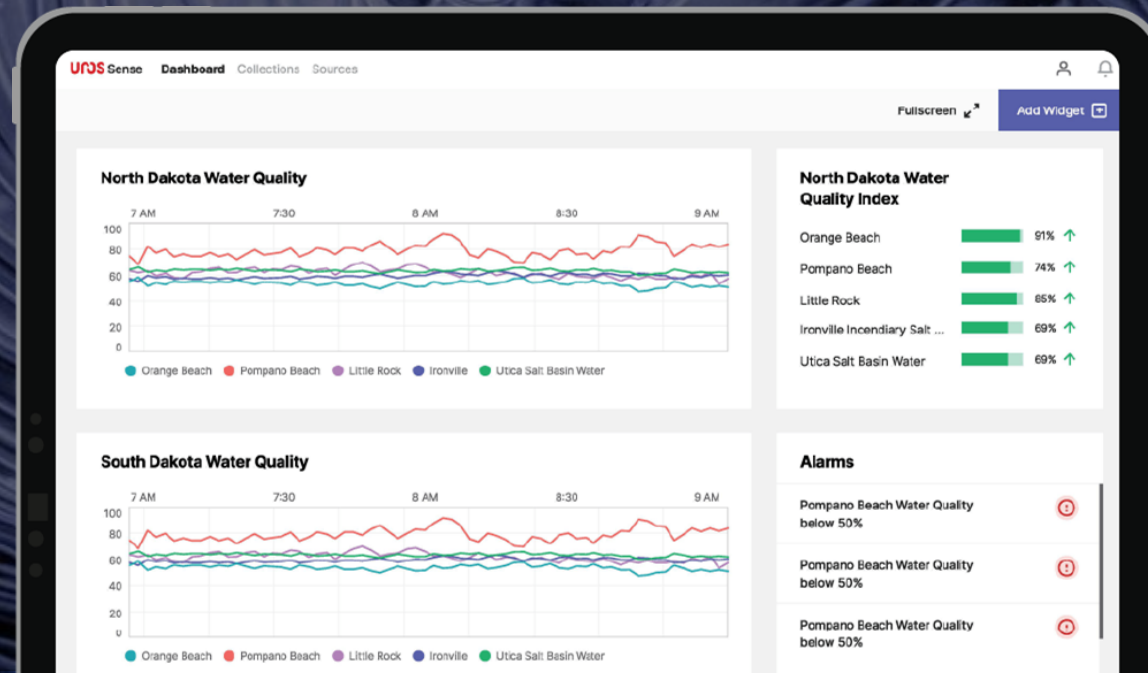 UROS Sense Dashboard Collections Sources
Fullscreen Add Widget
North Dakota Water Quality
7 AM 7:30 8 AM 8:30 9 AM
100
80
60
40
20
0
Orange Beach Pompano Beach Little Rock Ironville Utica Salt Basin Water
North Dakota Water
Quality Index
Orange Beach 91%
Pompano Beach 74%
Little Rock 85%
Ironville Incendiary Salt ... 69%
Utica Salt Basin Water 69%
South Dakota Water Quality
7 AM 7:30 8 AM 8:30 9 AM
100
80
60
40
20
0
Orange Beach Pompano Beach Little Rock Ironville Utica Salt Basin Water
Alarms
Pompano Beach Water Quality
below 50%
Pompano Beach Water Quality
below 50%
Pompano Beach Water Quality
below 50%